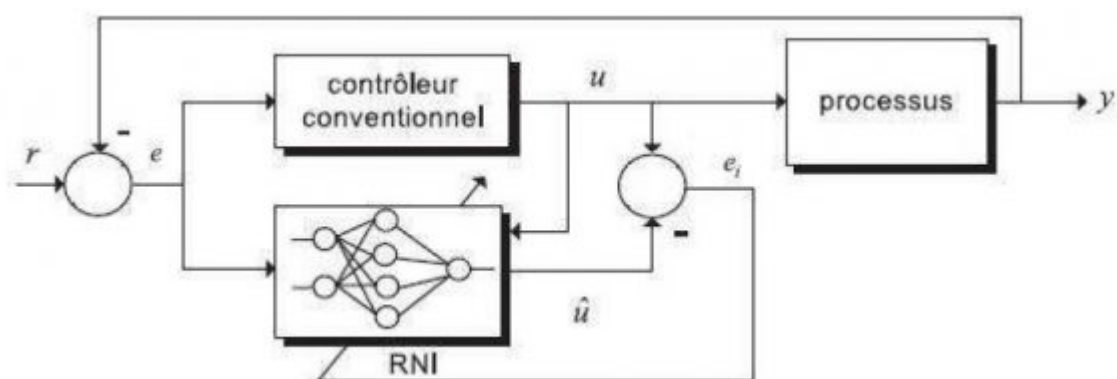 contrôleur
conventionnel
u
processus
y
-
r
e
e_i
-
û
RNI